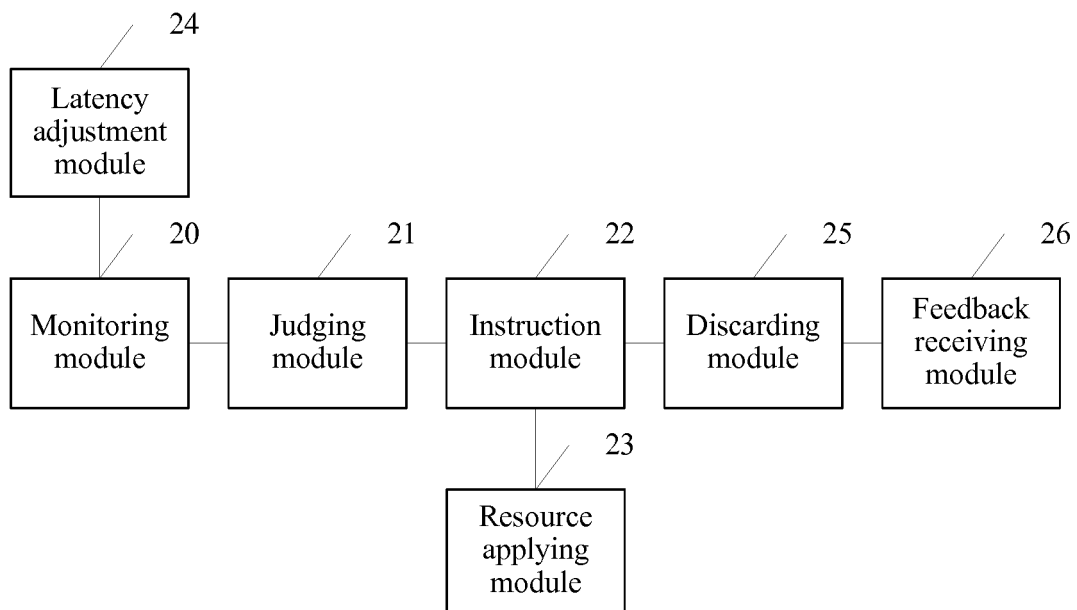 24
Latency
adjustment
module
20
21
22
25
26
Monitoring
module
Judging
module
Instruction
module
Discarding
module
Feedback
receiving
module
23
Resource
applying
module